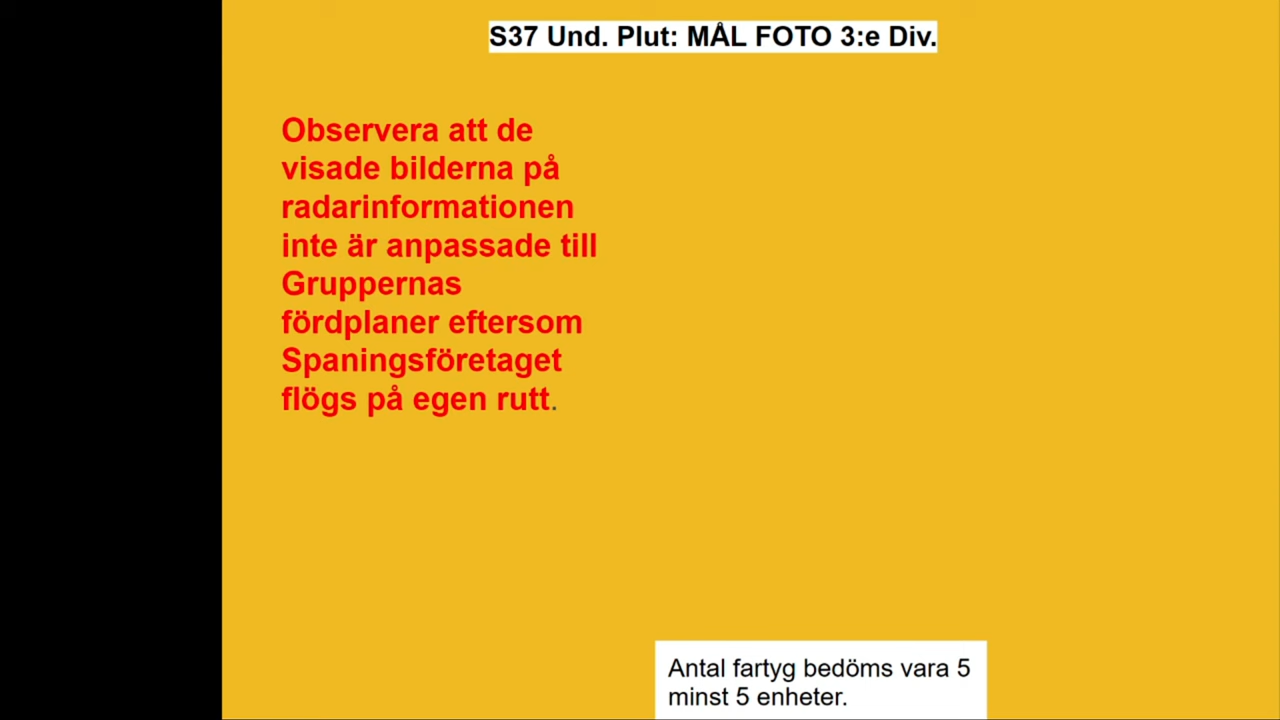 S37 Und. Plut: MÅL FOTO 3:e Div.
Observera att de
visade bilderna på
radarinformationen
inte är anpassade till
Gruppernas
fördplaner eftersom
Spaningsföretaget
flögs på egen rutt.
Antal fartyg bedöms vara 5
minst 5 enheter.